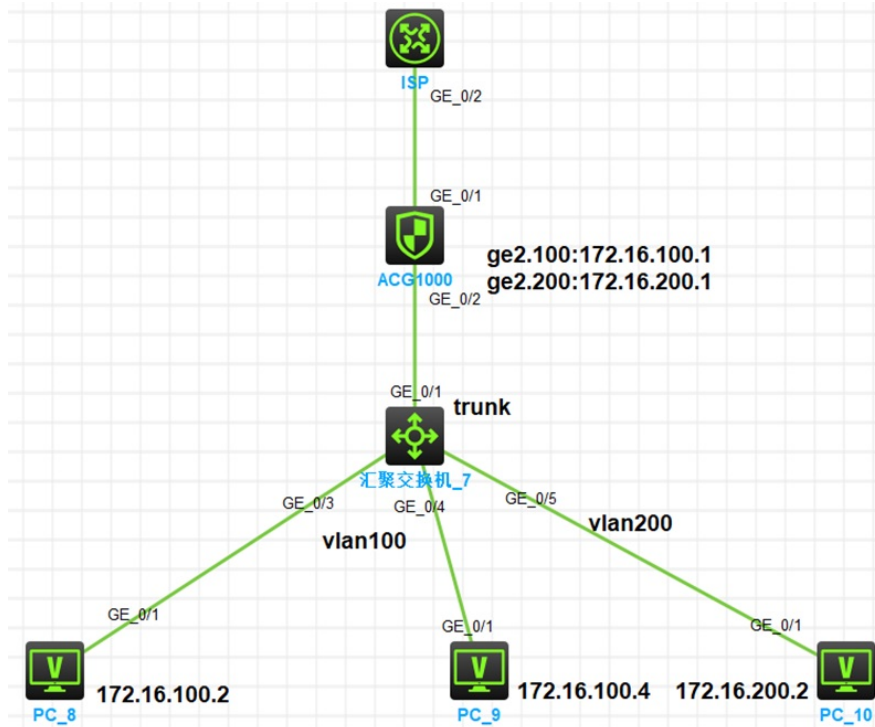 ISP
GE_0/2
GE_0/1
ACG1000
ge2.100:172.16.100.1
ge2.200:172.16.200.1
GE_0/2
GE_0/1
trunk
汇聚交换机_7
GE_0/3
GE_0/4
GE_0/5
vlan100
vlan200
GE_0/1
GE_0/1
GE_0/1
V
172.16.100.2
V
172.16.100.4
172.16.200.2
V
PC_8
PC_9
PC_10